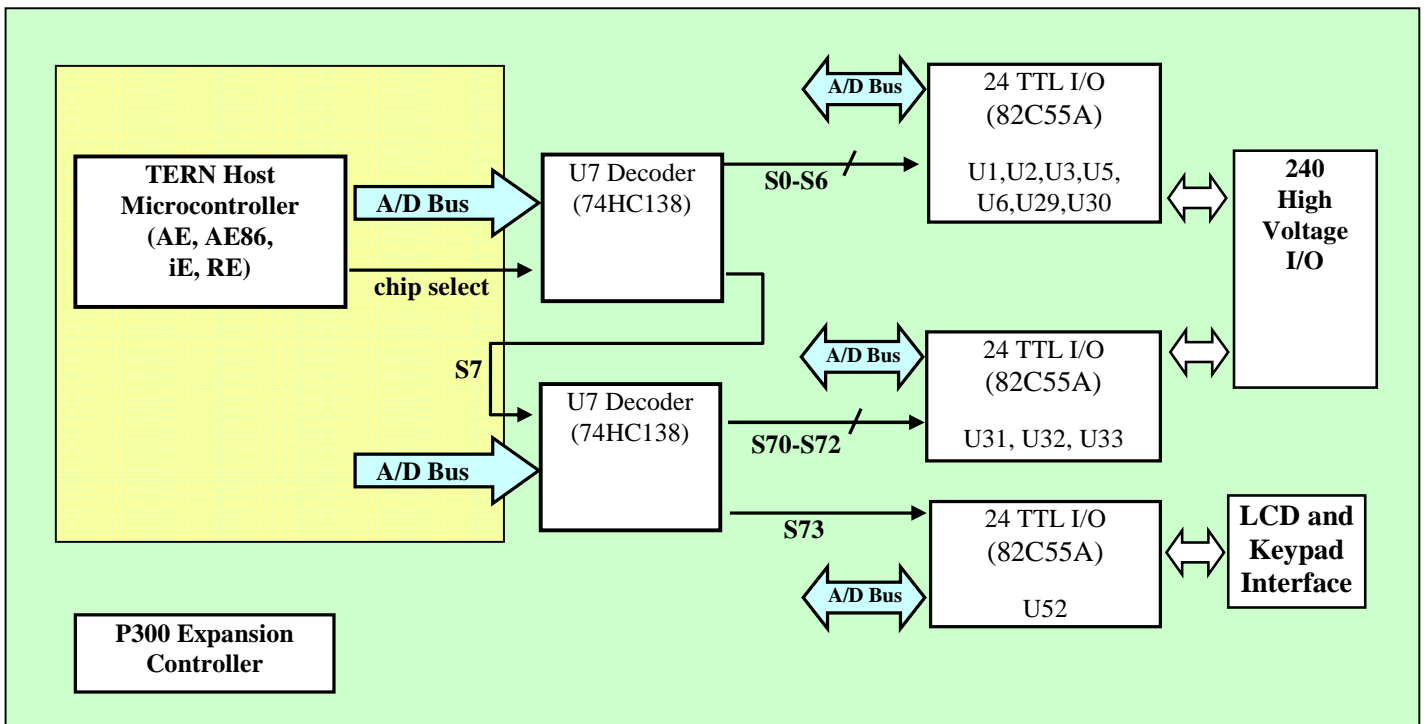 TERN Host
Microcontroller
(AE, AE86,
iE, RE)
A/D Bus
chip select
U7 Decoder
(74HC138)
S0-S6
A/D Bus
24 TTL I/O
(82C55A)
U1,U2,U3,U5,
U6,U29,U30
240
High
Voltage
I/O
S7
A/D Bus
U7 Decoder
(74HC138)
S70-S72
A/D Bus
24 TTL I/O
(82C55A)
U31, U32, U33
S73
A/D Bus
24 TTL I/O
(82C55A)
U52
LCD and
Keypad
Interface
P300 Expansion
Controller